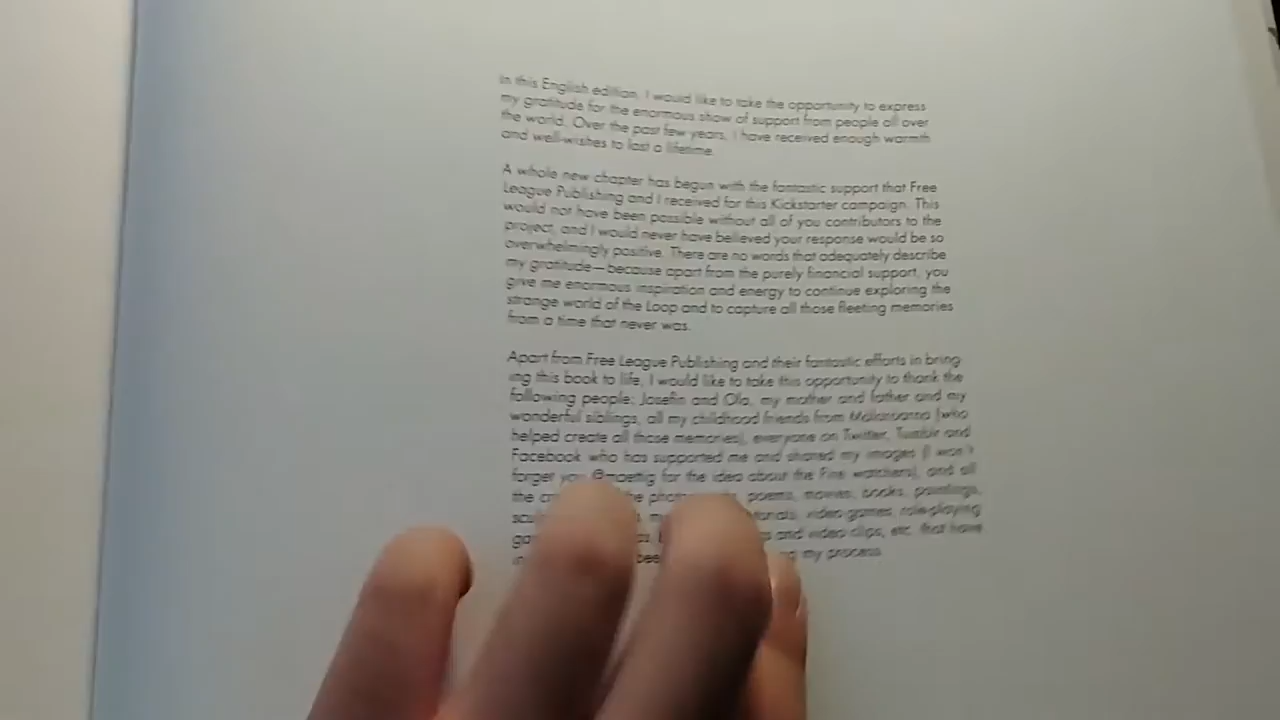 In this English edition, I would like to take the opportunity to express
my gratitude for the enormous show of support from people all over
the world. Over the past few years, I have received enough warmth
and well-wishes to last a lifetime.
A whole new chapter has begun with the fantastic support that Free
League Publishing and I received for this Kickstarter campaign. This
would not have been possible without all of you contributors to the
project, and I would never have believed your response would be so
overwhelmingly positive. There are no words that adequately describe
my gratitude—because apart from the purely financial support, you
give me enormous inspiration and energy to continue exploring the
strange world of the Loop and to capture all those fleeting memories
from a time that never was.
Apart from Free League Publishing and their fantastic efforts in bring
ing this book to life, I would like to take this opportunity to thank the
following people: Josefin and Ola, my mother and father and my
wonderful siblings, all my childhood friends from (who
helped create all those memories), everyone on Twitter, Tumblr and
Facebook who has supported me and shared my images (I won't
forget you @maettig for the idea about the Fire watchers), and all
the poems, movies, books, paintings,
video games, role-playing
and video clips, etc. that have
my process.